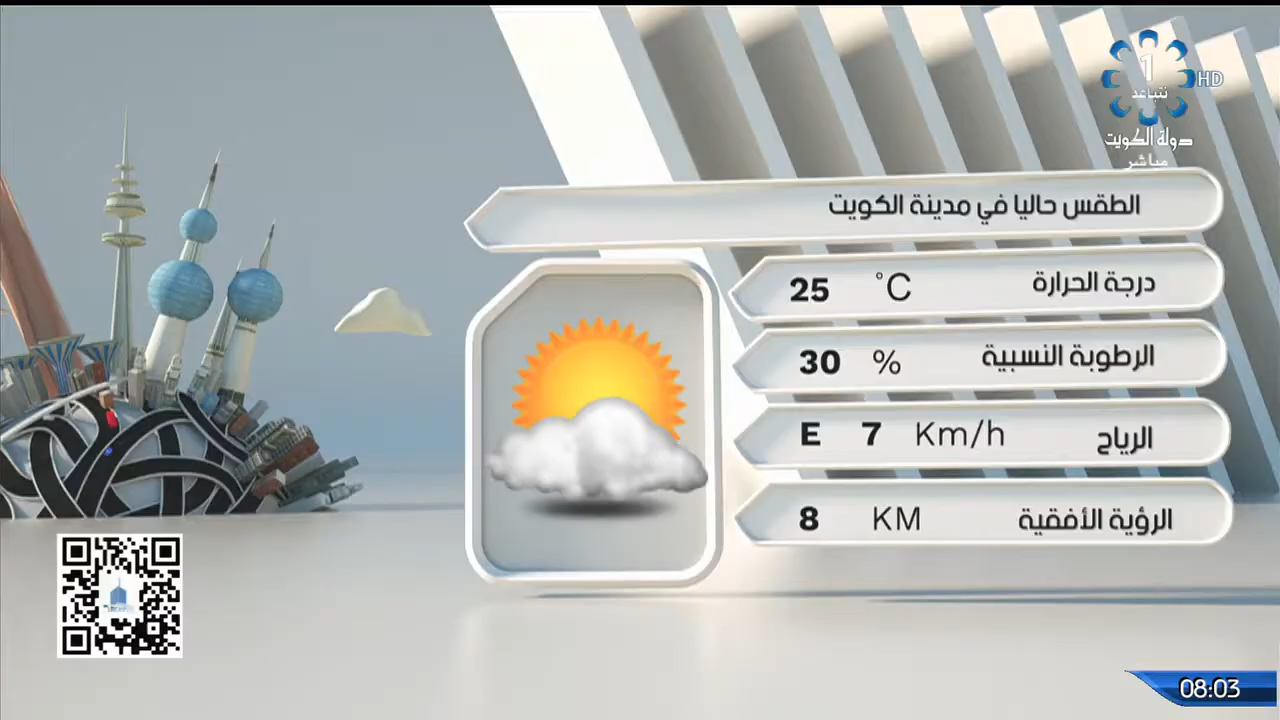 1
HD
نتباعد
دولة الكويت
مباشر
الطقس حاليا في مدينة الكويت
درجة الحرارة °C 25
الرطوبة النسبية % 30
الرياح Km/h 7 E
الرؤية الأفقية KM 8
08:03